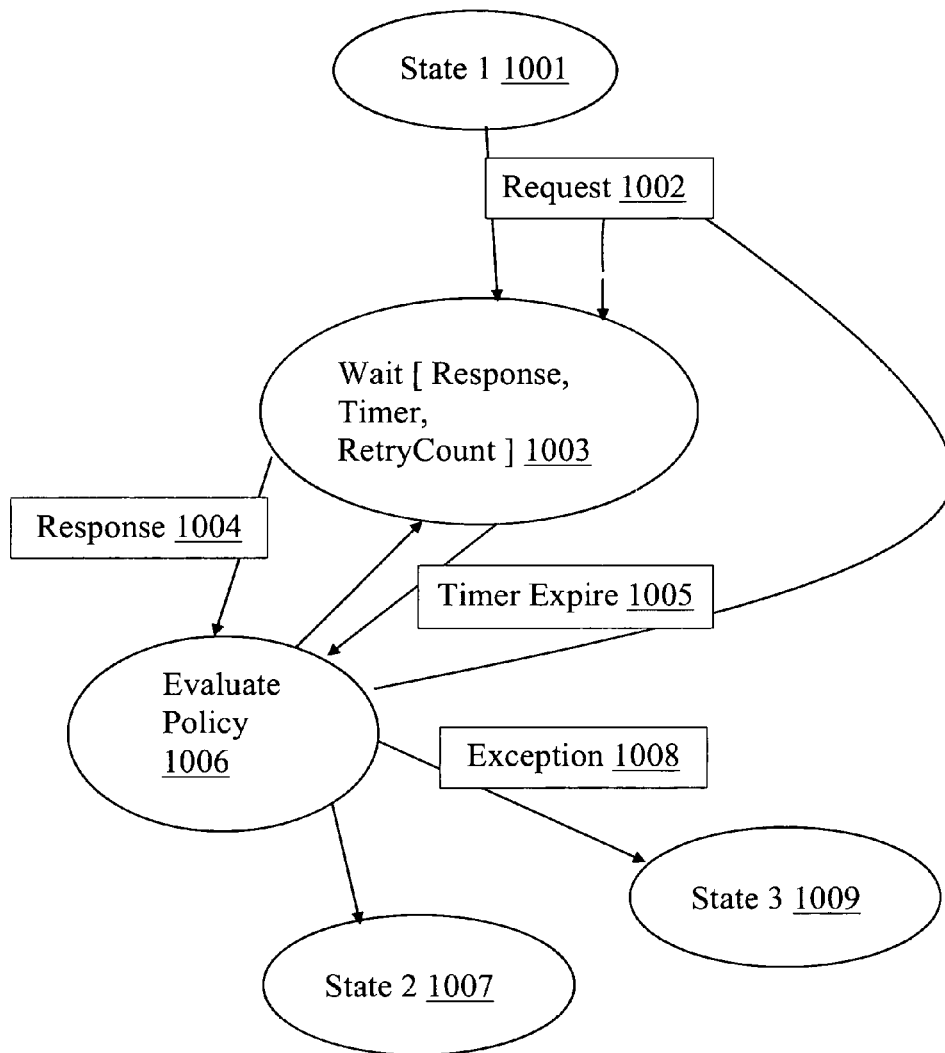 State 1 1001
Request 1002
Wait [ Response,
Timer,
RetryCount ] 1003
Response 1004
Timer Expire 1005
Evaluate
Policy
1006
Exception 1008
State 3 1009
State 2 1007